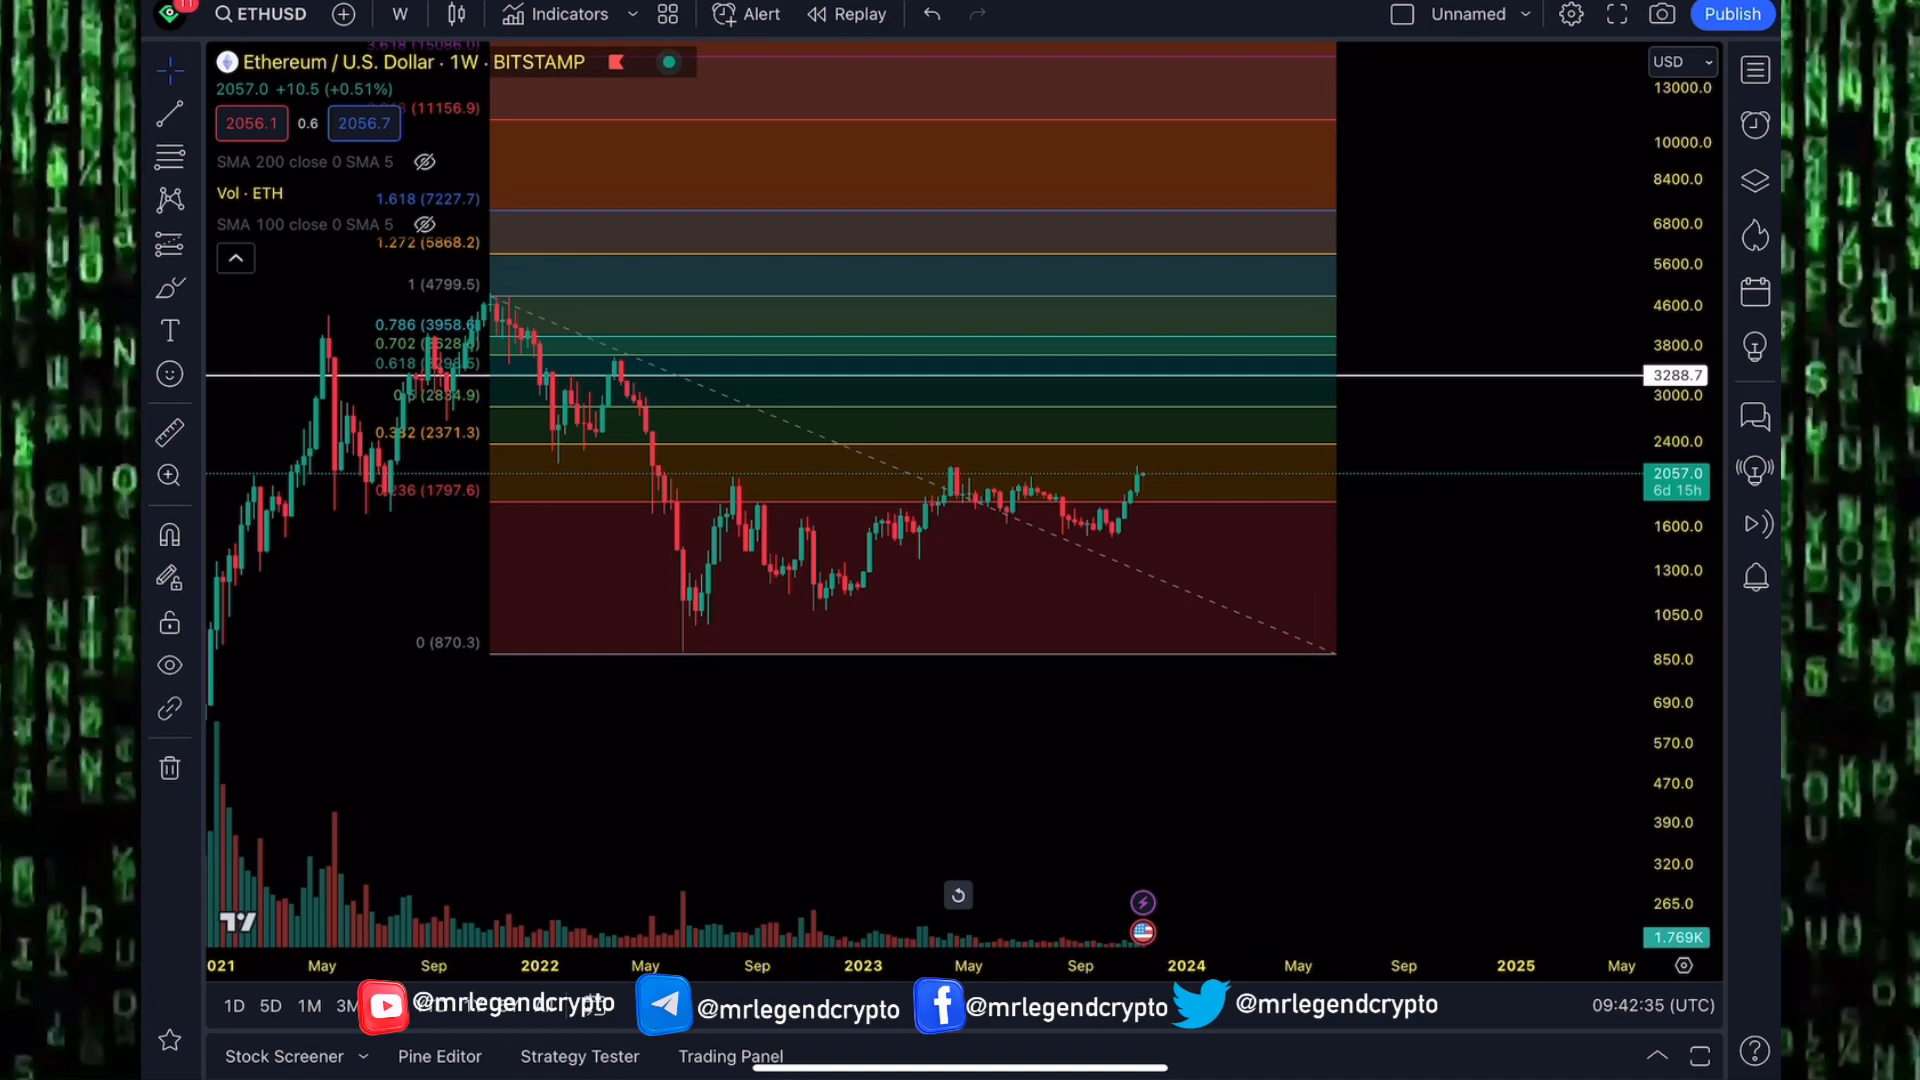 11
ETHUSD
W
Indicators
Alert
Replay
Unnamed
Publish
3.618 (15086.0)
Ethereum / U.S. Dollar · 1W · BITSTAMP
USD
2057.0 +10.5 (+0.51%)
(11156.9)
2056.1 0.6 2056.7
SMA 200 close 0 SMA 5
Vol · ETH
1.618 (7227.7)
SMA 100 close 0 SMA 5
1.272 (5868.2)
1 (4799.5)
0.786 (3958.6)
0.702
0.618
0.5 (2834.9)
0.382 (2371.3)
0.236 (1797.6)
0 (870.3)
13000.0
10000.0
8400.0
6800.0
5600.0
4600.0
3800.0
3288.7
3000.0
2400.0
2057.0
6d 15h
1600.0
1300.0
1050.0
850.0
690.0
570.0
470.0
390.0
320.0
265.0
1.769K
021 May Sep 2022 May Sep 2023 May Sep 2024 May Sep 2025 May
1D 5D 1M 3M
@mrlegendcrypto @mrlegendcrypto @mrlegendcrypto @mrlegendcrypto
09:42:35 (UTC)
Stock Screener Pine Editor Strategy Tester Trading Panel